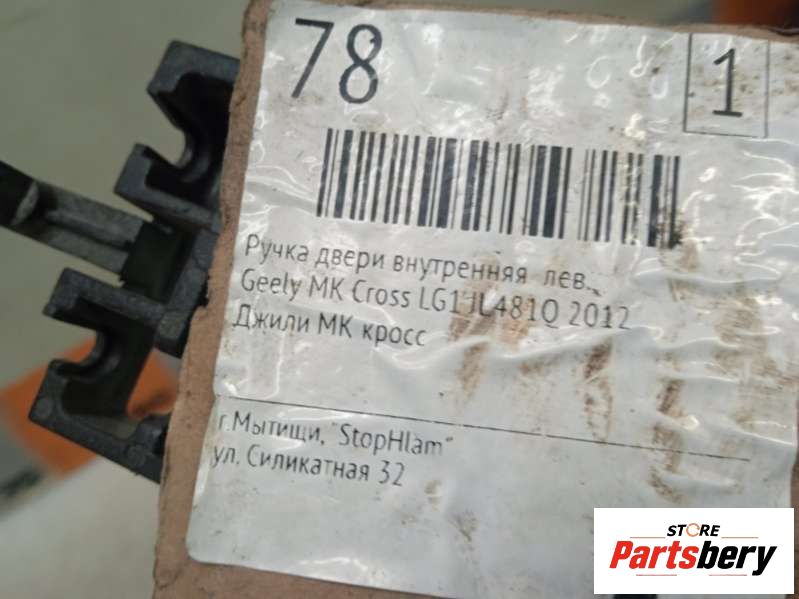 78
1
Ручка двери внутренняя лев.
Geely MK Cross LG1 JL481Q 2012
Джили МК кросс
г.Мытищи, "StopHlam"
ул. Силикатная 32
STORE
Partsbery